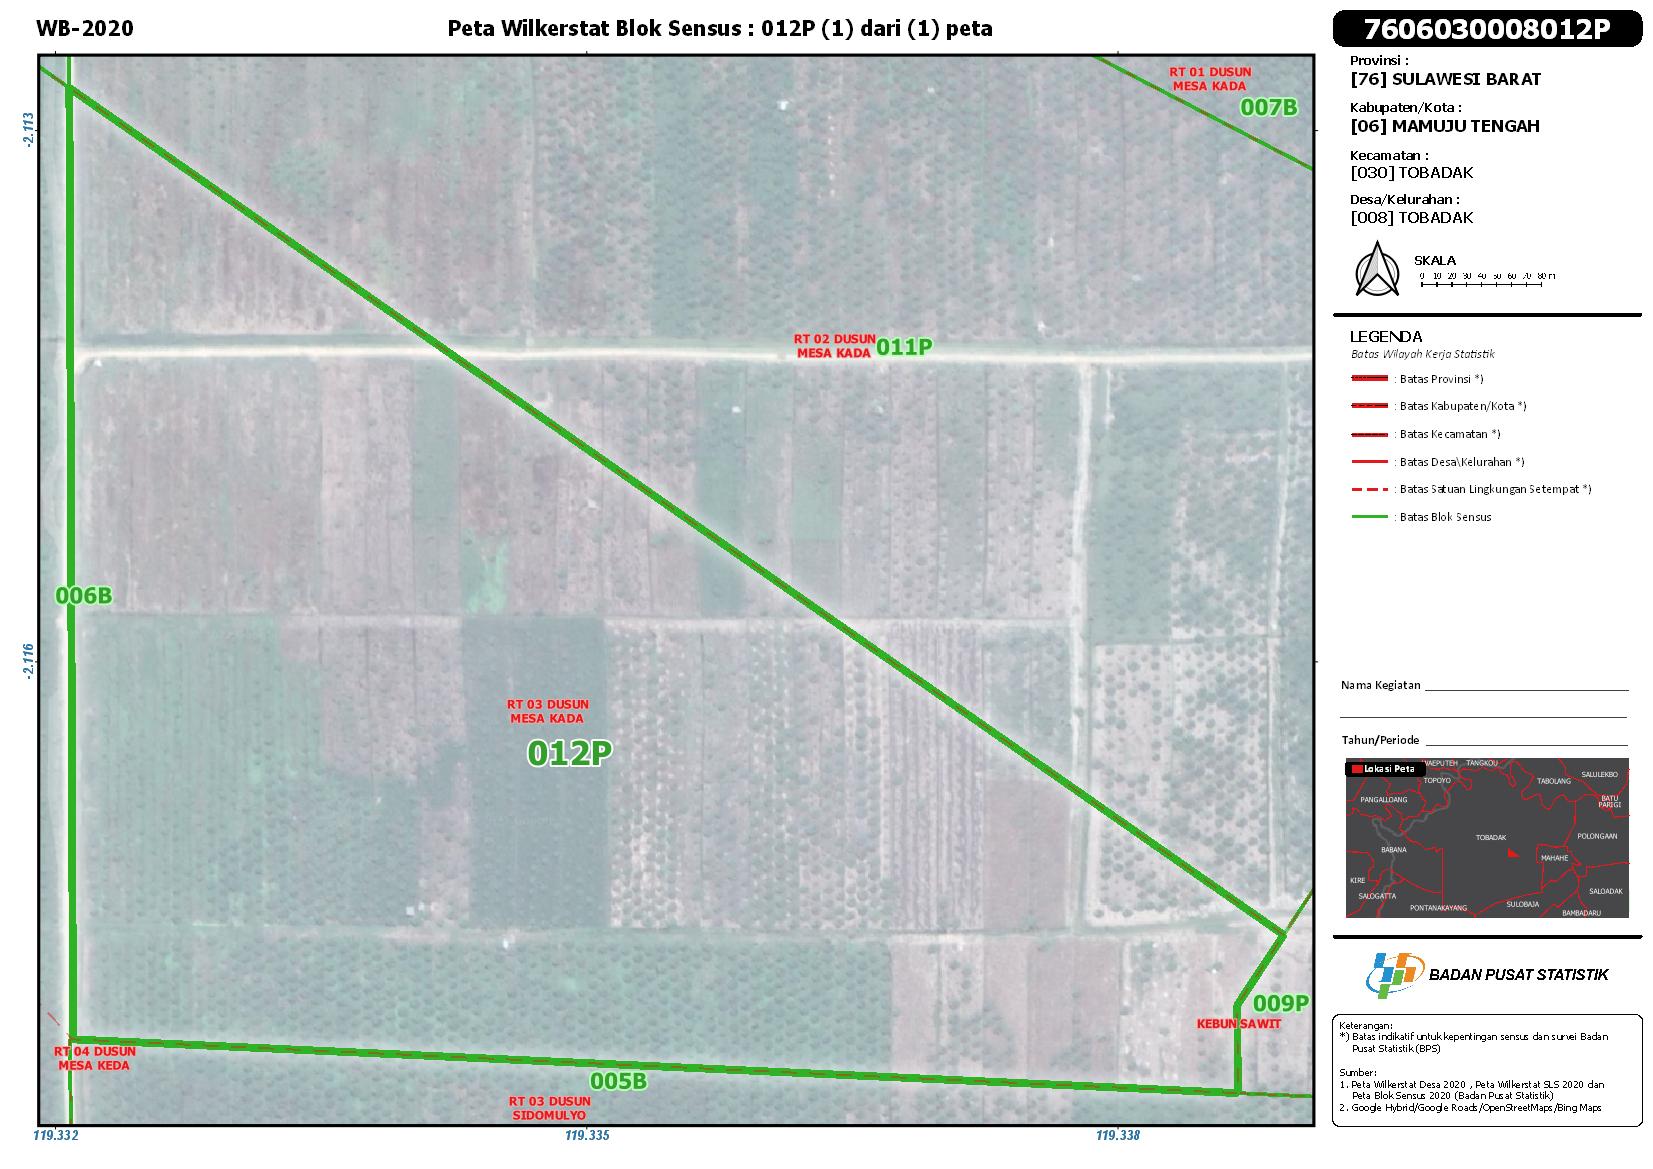 WB-2020
Peta Wilkerstat Blok Sensus : 012P (1) dari (1) peta
7606030008012P
Provinsi :
[76] SULAWESI BARAT
Kabupaten/Kota :
[06] MAMUJU TENGAH
Kecamatan :
[030] TOBADAK
Desa/Kelurahan :
[008] TOBADAK
SKALA
0 10 20 30 40 50 60 70 80 m
LEGENDA
Batas Wilayah Kerja Statistik
: Batas Provinsi *)
: Batas Kabupaten/Kota *)
: Batas Kecamatan *)
: Batas Desa\Kelurahan *)
: Batas Satuan Lingkungan Setempat *)
: Batas Blok Sensus
Nama Kegiatan
Tahun/Periode
Lokasi Peta
TANGKOU
TOPOYO
TABOLANG
SALULEKBO
PANGALLOANG
BATU
PARIGI
TOBADAK
POLONGAAN
BABANA
MAHAHE
KIRE
SALOGATTA
SALOADAK
PONTANAKAYANG
SULOBAJA
BAMBADARU
BADAN PUSAT STATISTIK
Keterangan:
*) Batas indikatif untuk kepentingan sensus dan survei Badan
Pusat Statistik (BPS)
Sumber:
1. Peta Wilkerstat Desa 2020 , Peta Wilkerstat SLS 2020 dan
Peta Blok Sensus 2020 (Badan Pusat Statistik)
2. Google Hybrid/Google Roads/OpenStreetMaps/Bing Maps
RT 01 DUSUN
MESA KADA
007B
-2.113
RT 02 DUSUN
MESA KADA
011P
006B
-2.116
RT 03 DUSUN
MESA KADA
012P
009P
KEBUN SAWIT
RT 04 DUSUN
MESA KEDA
005B
RT 03 DUSUN
SIDOMULYO
119.332
119.335
119.338